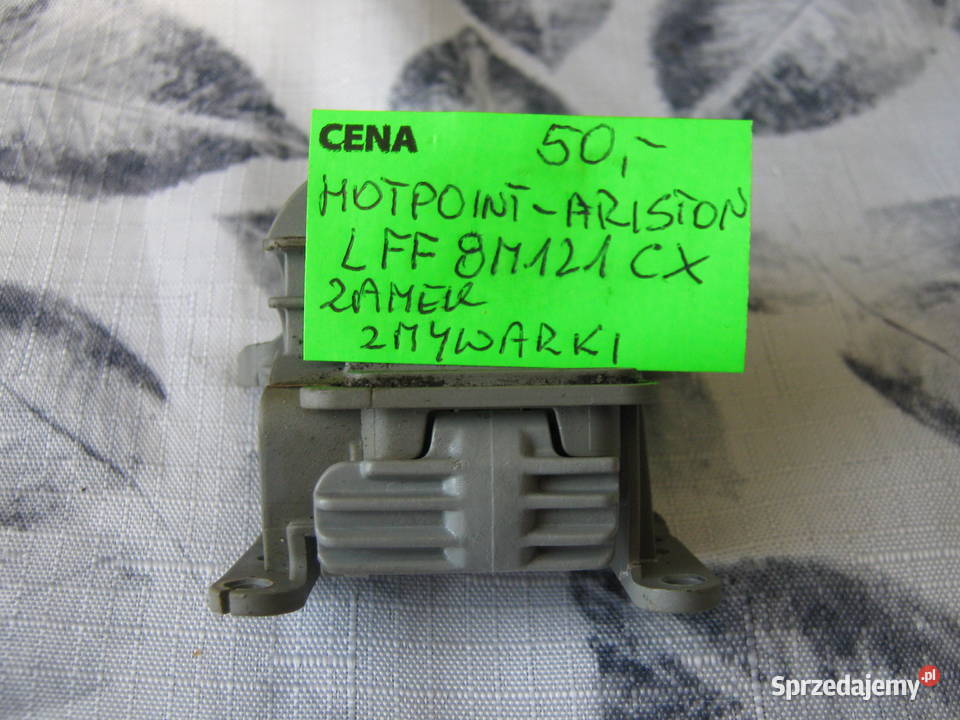 CENA 50,-
HOTPOINT-ARISTON
LFF 8M121 CX
ZAMEK
ZMYWARKI
Sprzedajemy.pl